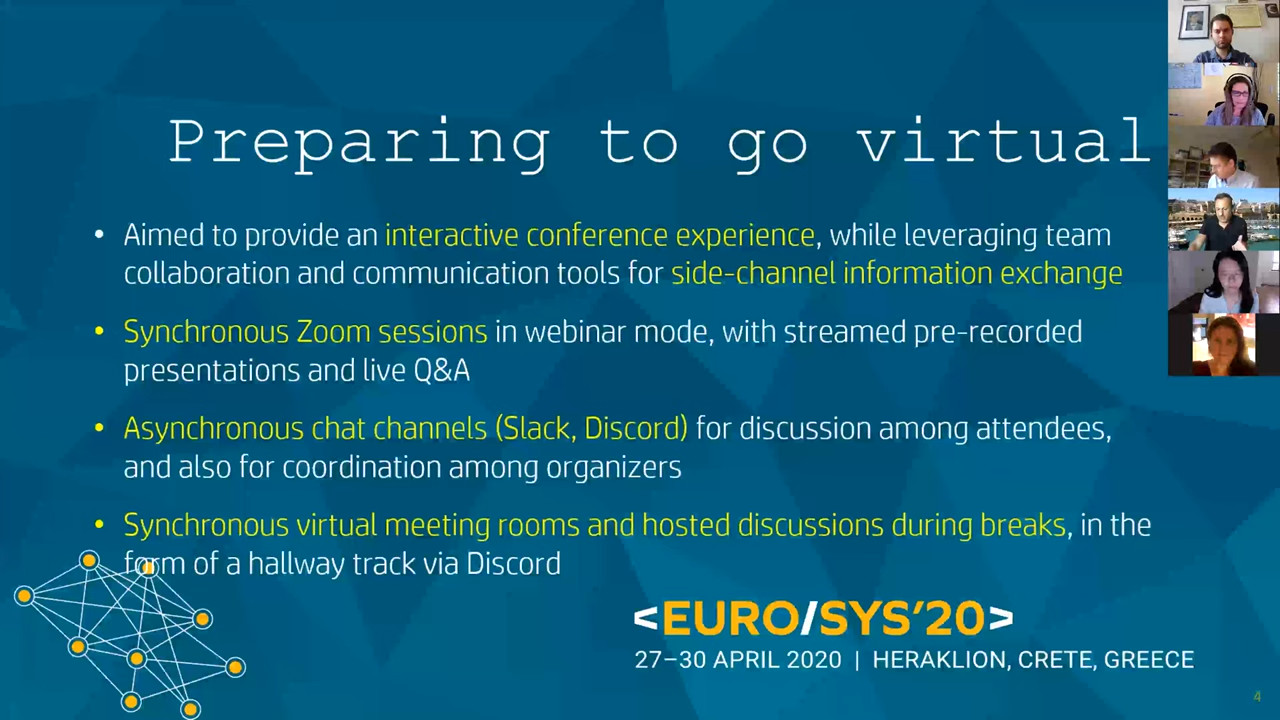 Preparing to go virtual
• Aimed to provide an interactive conference experience, while leveraging team
collaboration and communication tools for side-channel information exchange
• Synchronous Zoom sessions in webinar mode, with streamed pre-recorded
presentations and live Q&A
• Asynchronous chat channels (Slack, Discord) for discussion among attendees,
and also for coordination among organizers
• Synchronous virtual meeting rooms and hosted discussions during breaks, in the
form of a hallway track via Discord
<EURO/SYS'20>
27–30 APRIL 2020 | HERAKLION, CRETE, GREECE
4